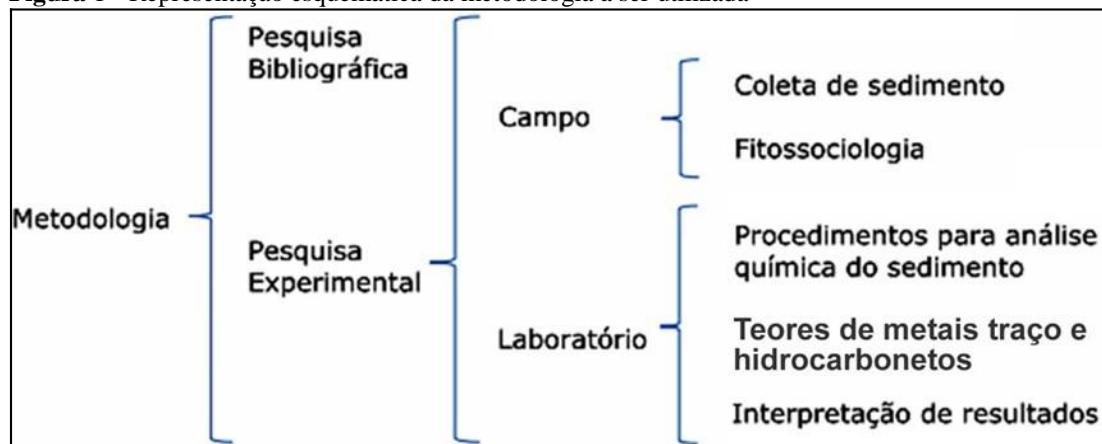 Metodologia
Pesquisa
Bibliográfica
Pesquisa
Experimental
Campo
Coleta de sedimento
Fitossociologia
Laboratório
Procedimentos para análise
química do sedimento
Teores de metais traço e
hidrocarbonetos
Interpretação de resultados